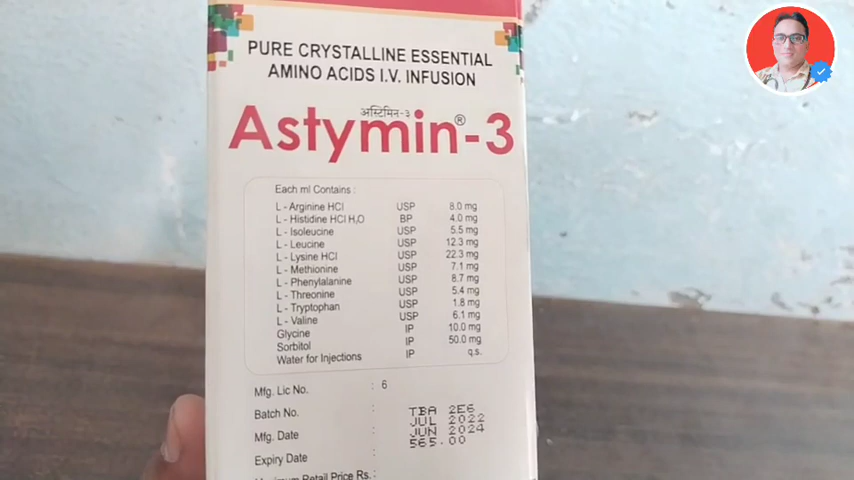 PURE CRYSTALLINE ESSENTIAL
AMINO ACIDS I.V. INFUSION
अस्टिमिन-३
Astymin®-3
Each ml Contains :
L - Arginine HCl USP 8.0 mg
L - Histidine HCl H₂O BP 4.0 mg
L - Isoleucine USP 5.5 mg
L - Leucine USP 12.3 mg
L - Lysine HCl USP 22.3 mg
L - Methionine USP 7.1 mg
L - Phenylalanine USP 8.7 mg
L - Threonine USP 5.4 mg
L - Tryptophan USP 1.8 mg
L - Valine USP 6.1 mg
Glycine IP 10.0 mg
Sorbitol IP 50.0 mg
Water for Injections IP q.s.
Mfg. Lic No. : 6
Batch No. : TBA 2E6
Mfg. Date : JUL 2022
Expiry Date : JUN 2024
Maximum Retail Price Rs. : 565.00